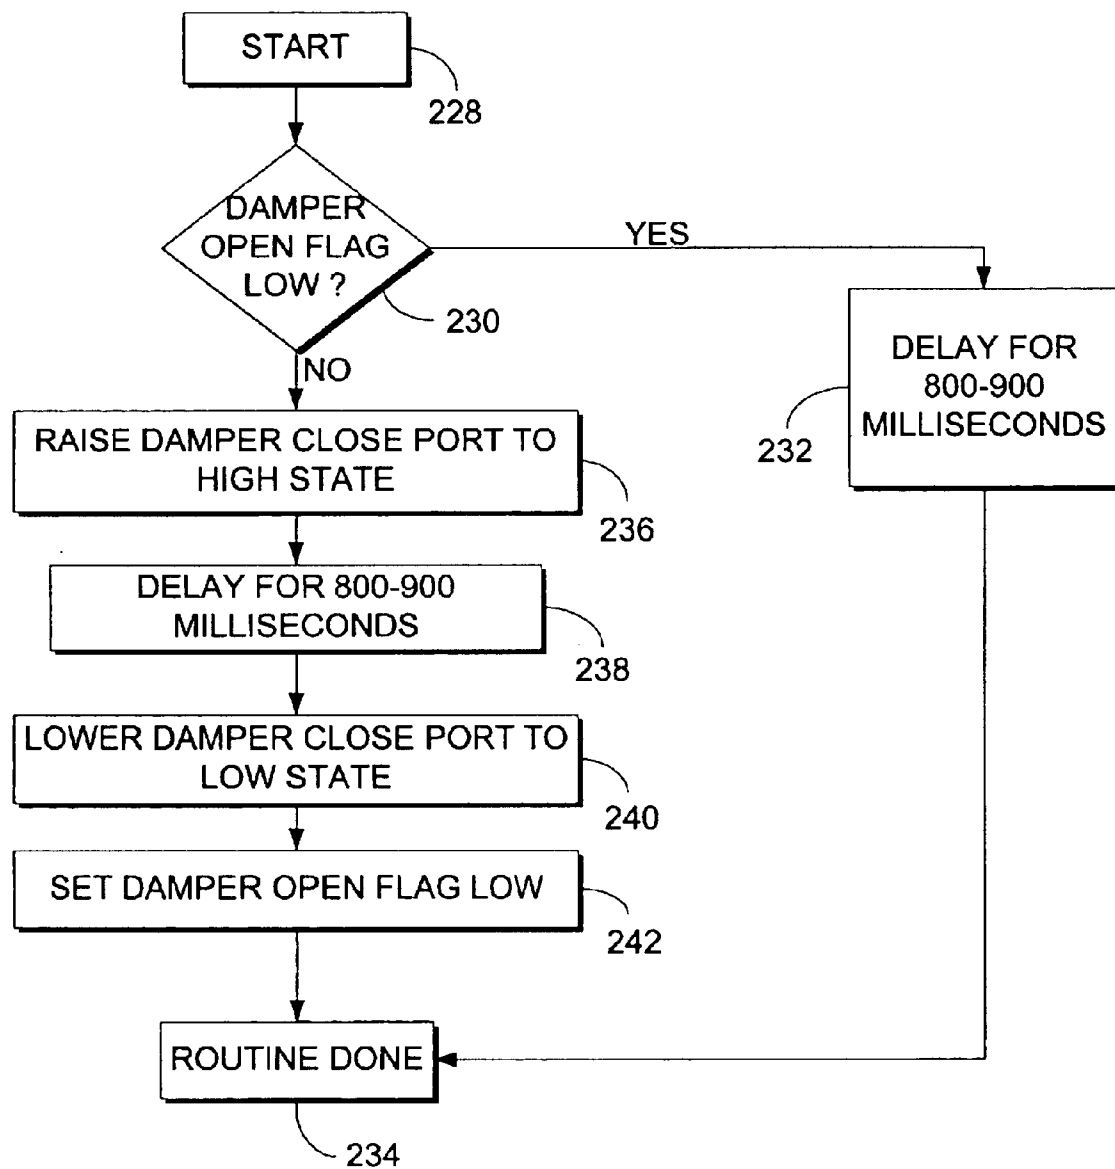 START
228
DAMPER
OPEN FLAG
LOW ?
YES
230
NO
DELAY FOR
800-900
MILLISECONDS
232
RAISE DAMPER CLOSE PORT TO
HIGH STATE
236
DELAY FOR 800-900
MILLISECONDS
238
LOWER DAMPER CLOSE PORT TO
LOW STATE
240
SET DAMPER OPEN FLAG LOW
242
ROUTINE DONE
234